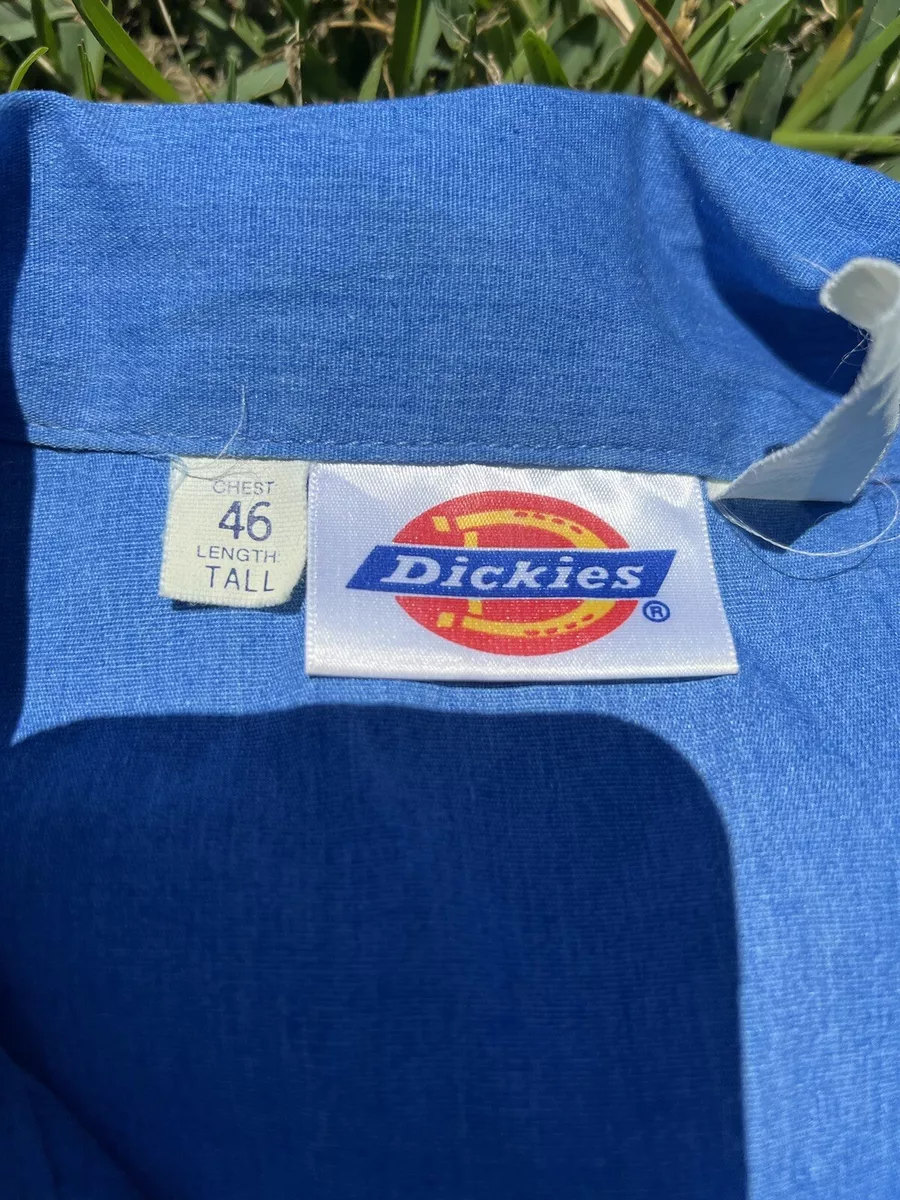 CHEST
46
LENGTH:
TALL
Dickies
®